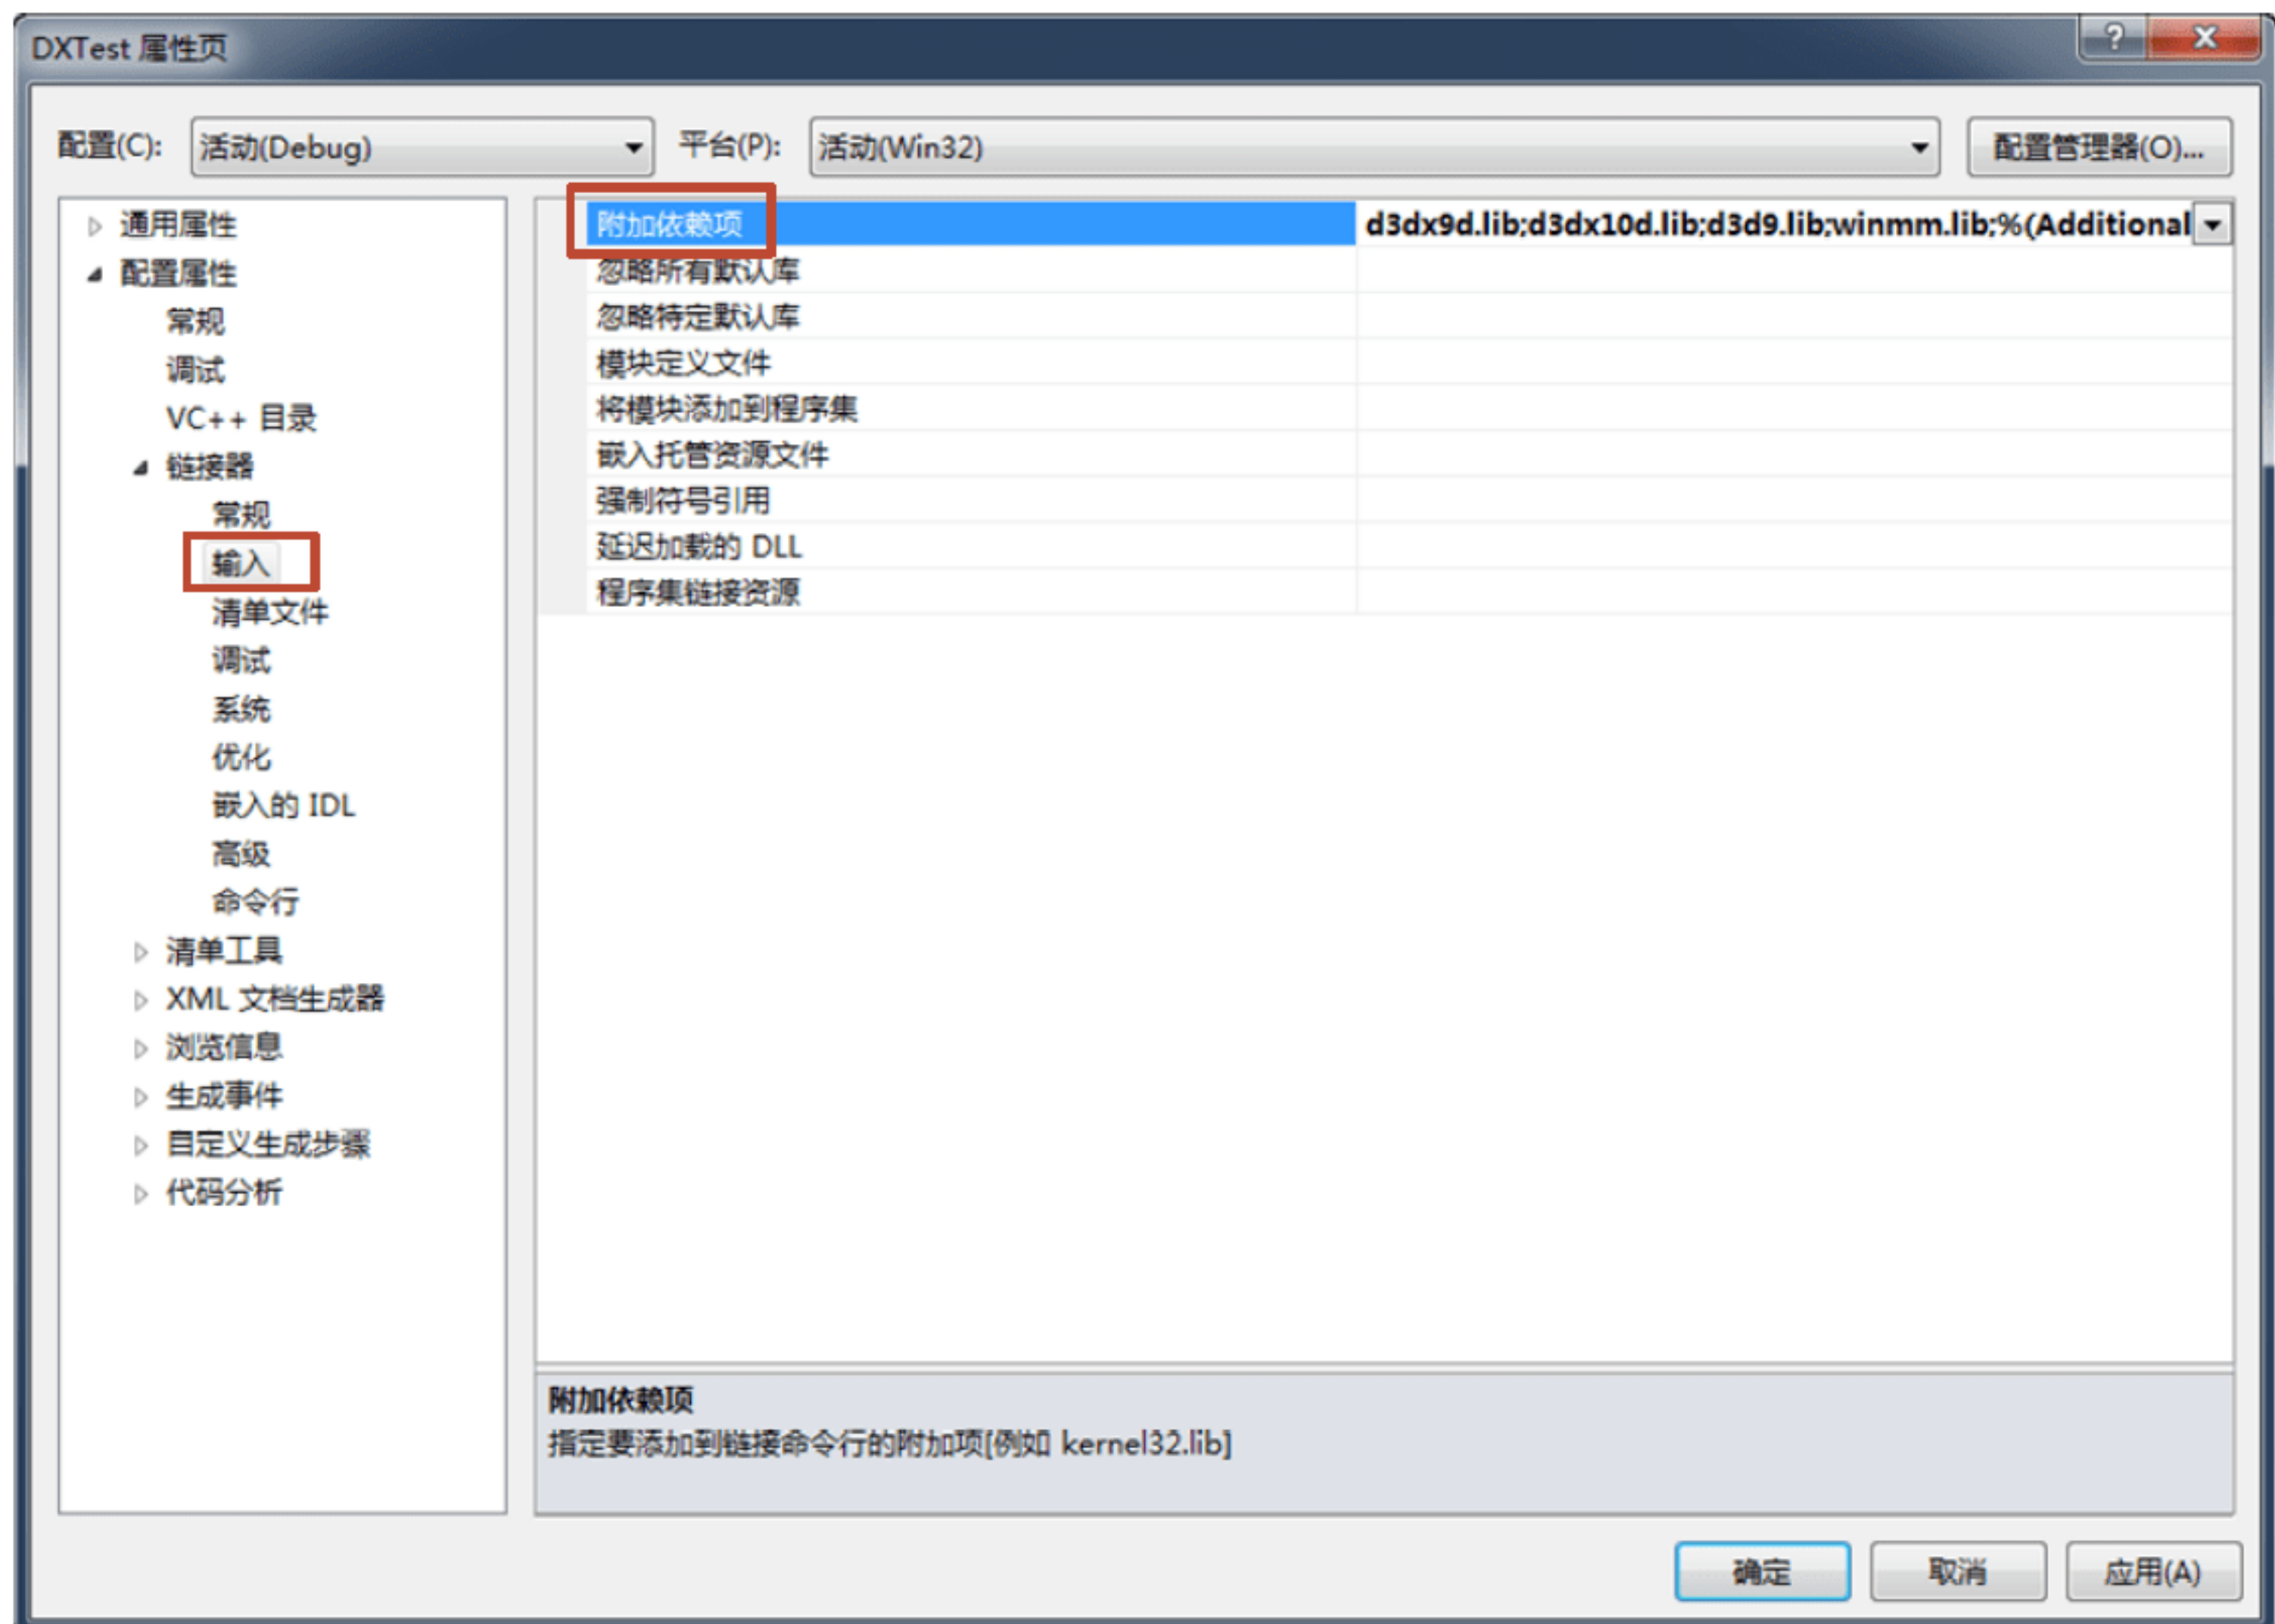 DXTest 属性页
配置(C): 活动(Debug) 平台(P): 活动(Win32) 配置管理器(O)...
通用属性
配置属性
常规
调试
VC++ 目录
链接器
常规
输入
清单文件
调试
系统
优化
嵌入的 IDL
高级
命令行
清单工具
XML 文档生成器
浏览信息
生成事件
自定义生成步骤
代码分析
附加依赖项 d3dx9d.lib;d3dx10d.lib;d3d9.lib;winmm.lib;%(Additional
忽略所有默认库
忽略特定默认库
模块定义文件
将模块添加到程序集
嵌入托管资源文件
强制符号引用
延迟加载的 DLL
程序集链接资源
附加依赖项
指定要添加到链接命令行的附加项[例如 kernel32.lib]
确定 取消 应用(A)